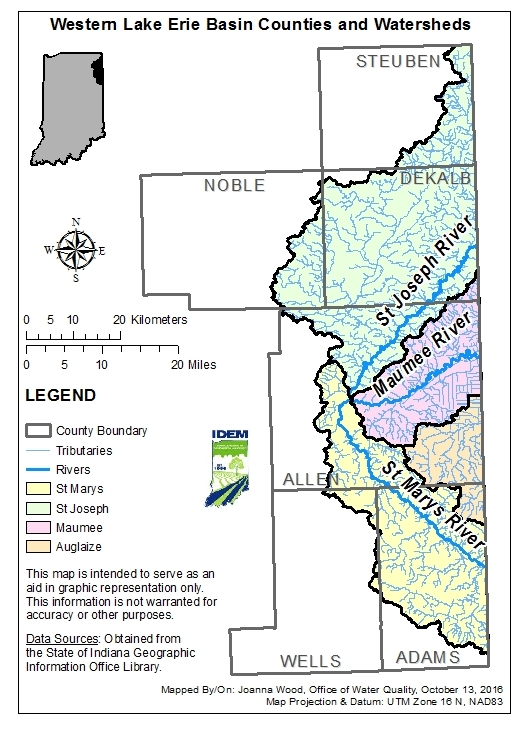 Western Lake Erie Basin Counties and Watersheds
STEUBEN
NOBLE
DEKALB
N
W E
S
St Joseph River
Maumee River
0 5 10 20 Kilometers
0 5 10 20 Miles
LEGEND
County Boundary
Tributaries
Rivers
St Marys
St Joseph
Maumee
Auglaize
IDEM
ALLEN
St Marys River
This map is intended to serve as an
aid in graphic representation only.
This information is not warranted for
accuracy or other purposes.
Data Sources: Obtained from
the State of Indiana Geographic
Information Office Library.
WELLS
ADAMS
Mapped By/On: Joanna Wood, Office of Water Quality, October 13, 2016
Map Projection & Datum: UTM Zone 16 N, NAD83